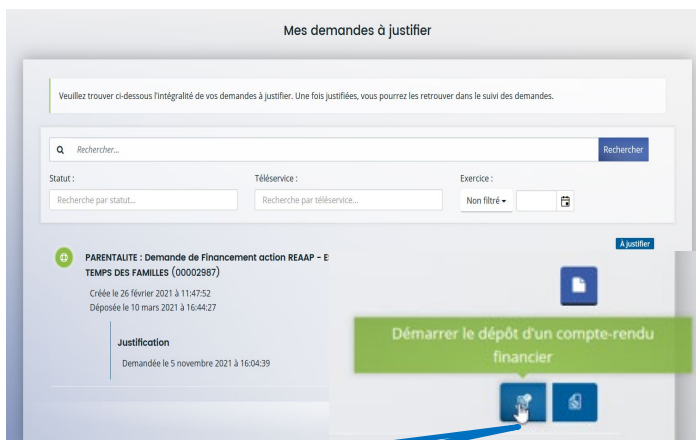 Mes demandes à justifier
Veuillez trouver ci-dessous l'intégralité de vos demandes à justifier. Une fois justifiées, vous pourrez les retrouver dans le suivi des demandes.
Rechercher...
Rechercher
Statut :
Téléservice :
Exercice :
Recherche par statut...
Recherche par téléservice...
Non filtré
À justifier
PARENTALITE : Demande de Financement action REAAP - E
TEMPS DES FAMILLES (00002987)
Créée le 26 février 2021 à 11:47:52
Déposée le 10 mars 2021 à 16:44:27
Démarrer le dépôt d'un compte-rendu
financier
Justification
Demandée le 5 novembre 2021 à 16:04:39